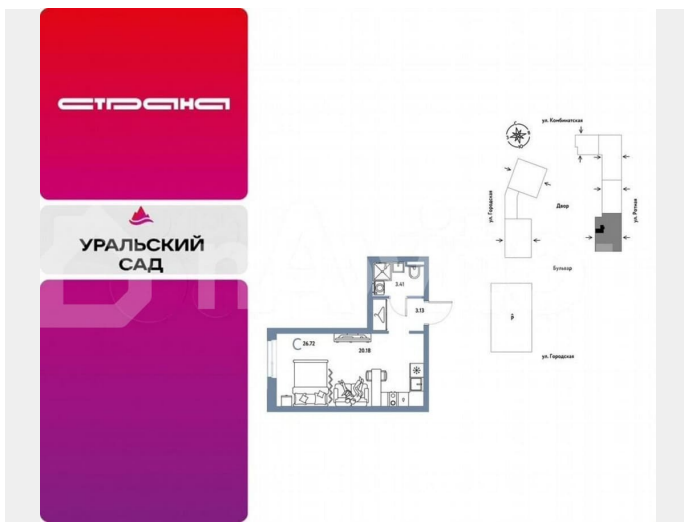 СТРАНА
УРАЛЬСКИЙ
САД
ул. Комбинатская
ул. Городская
Двор
ул. Ратная
Бульвар
ул. Городская
3.41
3.13
С 26.72
20.18